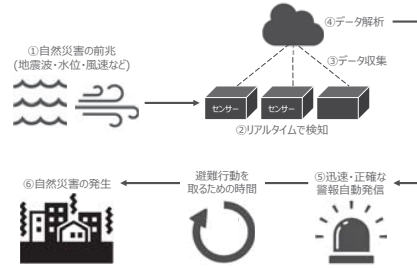 ④データ解析
①自然災害の前兆
(地震波・水位・風速など)
③データ収集
センサー
センサー
②リアルタイムで検知
⑥自然災害の発生
避難行動を
取るための時間
⑤迅速・正確な
警報自動発信